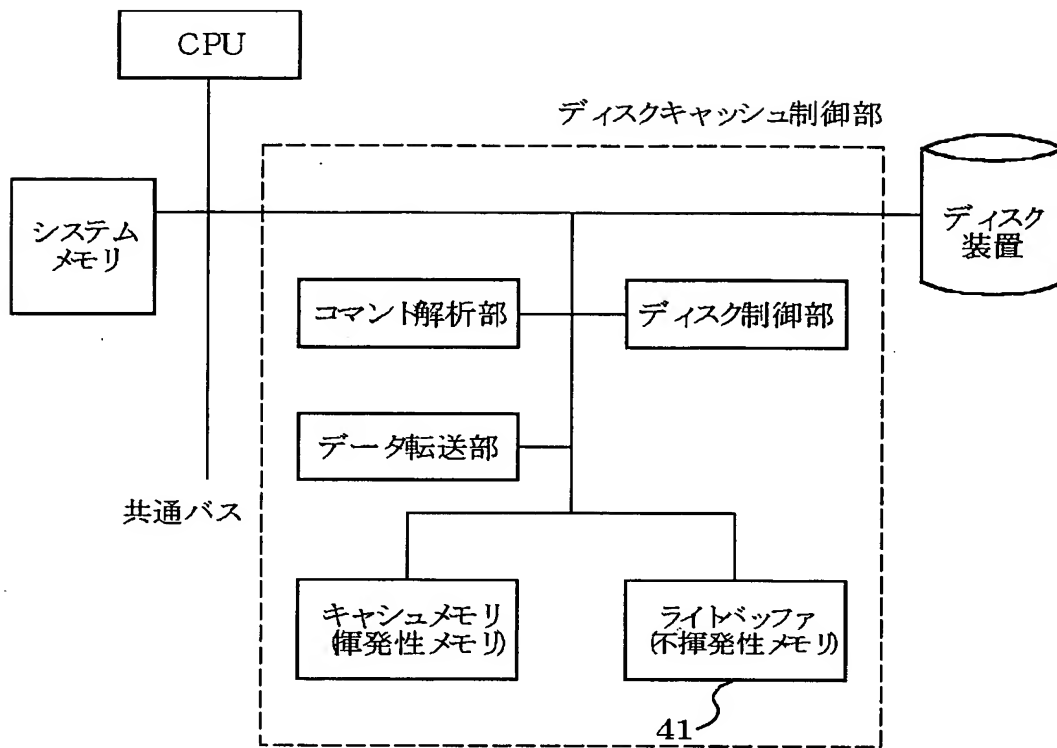 CPU
ディスクキャッシュ制御部
システム
メモリ
ディスク
装置
コマント解析部
ディスク制御部
データ転送部
共通バス
キャシュメモリ
(揮発性メモリ)
ライトバッファ
(不揮発性メモリ)
41